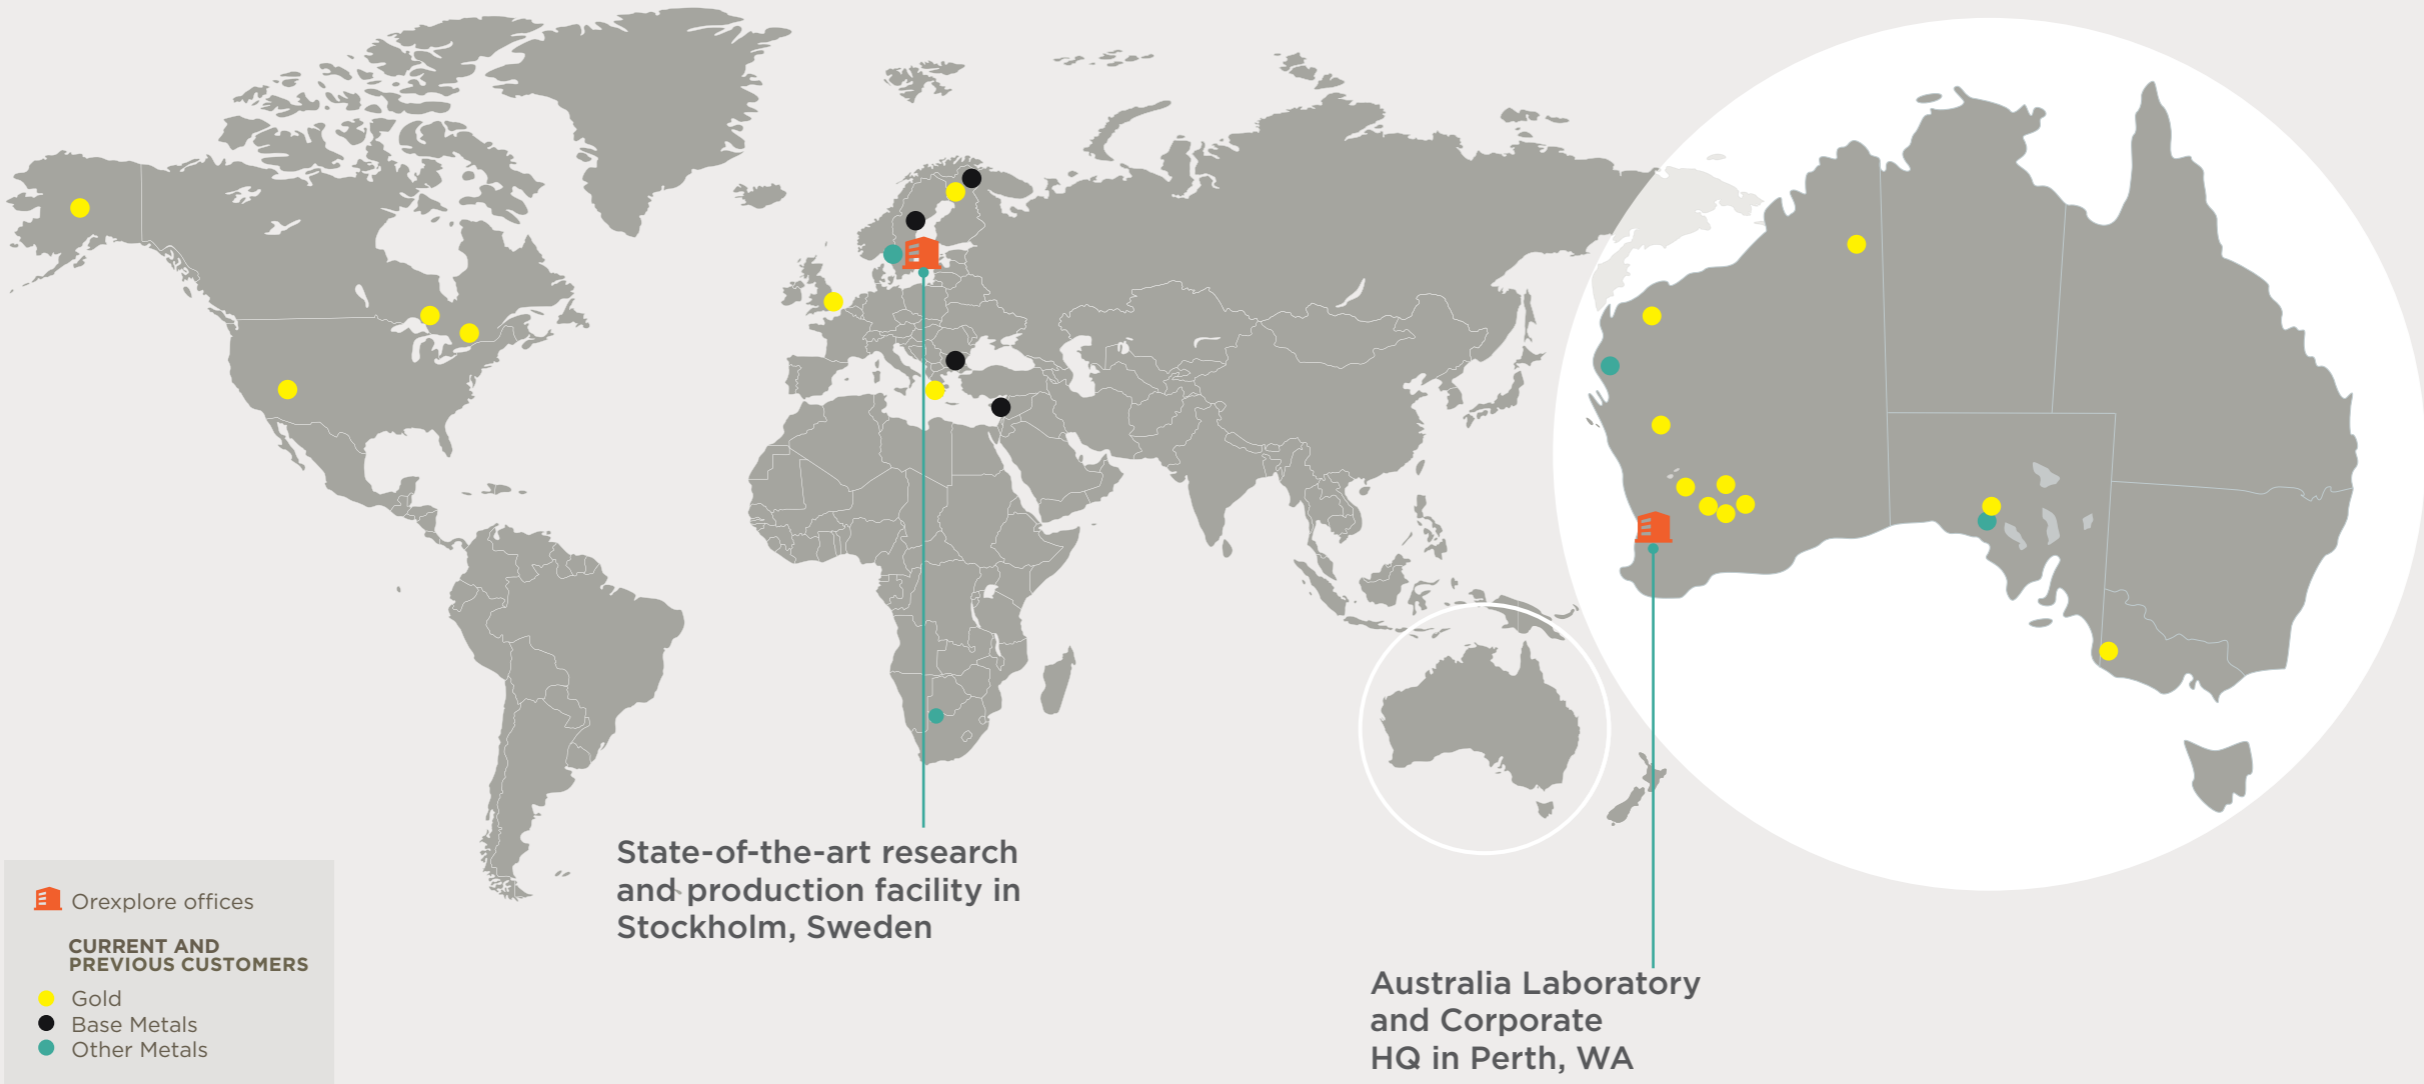 State-of-the-art research
and production facility in
Stockholm, Sweden
Australia Laboratory
and Corporate
HQ in Perth, WA
Orexplore offices
CURRENT AND
PREVIOUS CUSTOMERS
Gold
Base Metals
Other Metals